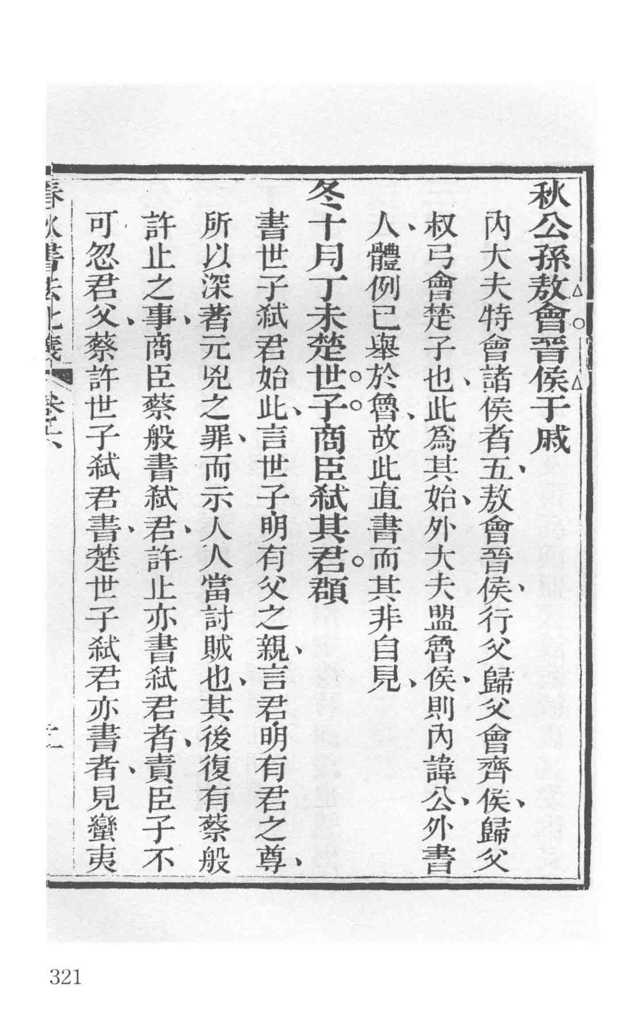 秋公孫敖會晉侯于戚
內大夫特會諸侯者五敖會晉侯行父歸父會齊侯歸父
叔弓會楚子也此為其始外大夫盟魯侯則內諱公外書
人體例已舉於魯故此直書而其非自見
冬十月丁未楚世子商臣弒其君頵
書世子弒君始此言世子明有父之親言君明有君之尊
所以深著元兇之罪而示人人當討賊也其後復有蔡般
許止之事商臣蔡般書弒君許止亦書弒君者責臣子不
可忽君父蔡許世子弒君書楚世子弒君亦書者見蠻夷
321